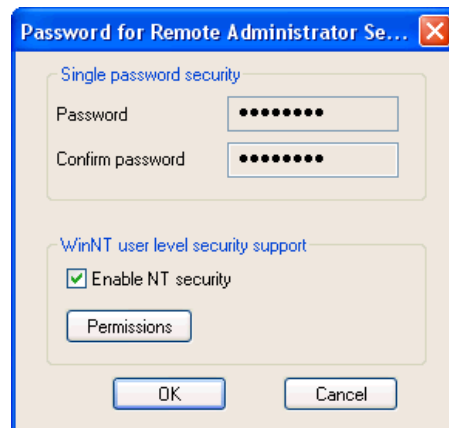 Password for Remote Administrator Se...
Single password security
Password ••••••••
Confirm password ••••••••
WinNT user level security support
Enable NT security
Permissions
OK Cancel